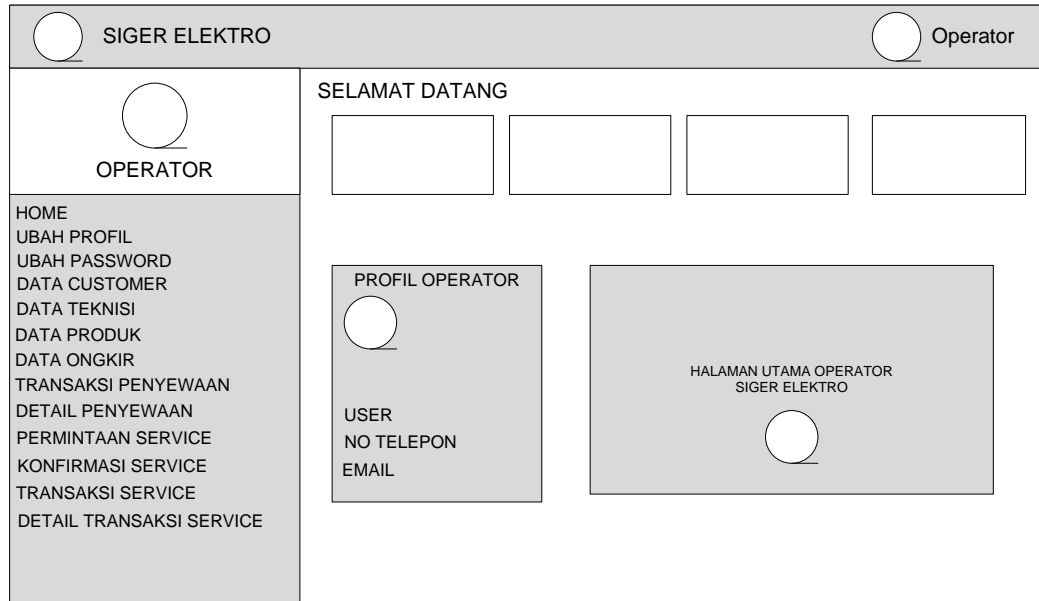 SIGER ELEKTRO
Operator
OPERATOR
HOME
UBAH PROFIL
UBAH PASSWORD
DATA CUSTOMER
DATA TEKNISI
DATA PRODUK
DATA ONGKIR
TRANSAKSI PENYEWAAN
DETAIL PENYEWAAN
PERMINTAAN SERVICE
KONFIRMASI SERVICE
TRANSAKSI SERVICE
DETAIL TRANSAKSI SERVICE
SELAMAT DATANG
PROFIL OPERATOR
USER
NO TELEPON
EMAIL
HALAMAN UTAMA OPERATOR
SIGER ELEKTRO